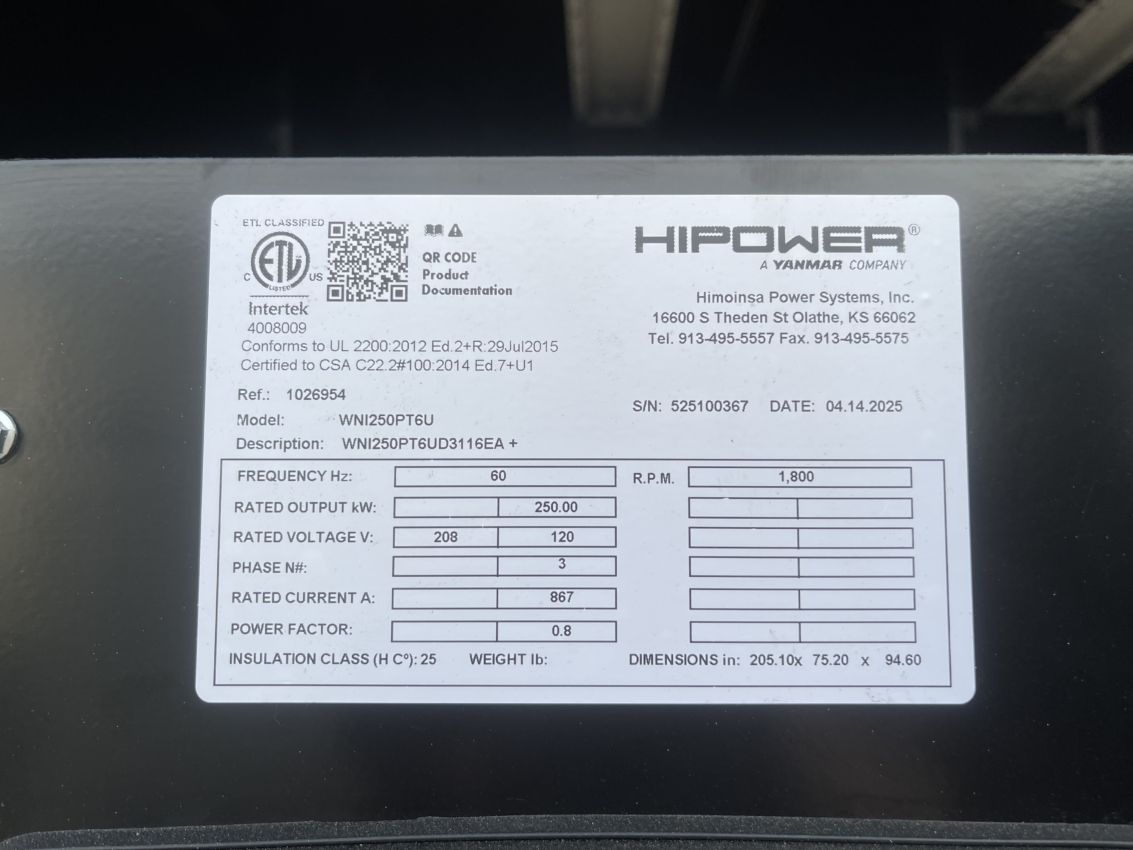 ETL CLASSIFIED
C ETL US
LISTED
Intertek
4008009
QR CODE
Product
Documentation
HIPOWER®
A YANMAR COMPANY
Himoinsa Power Systems, Inc.
16600 S Theden St Olathe, KS 66062
Tel. 913-495-5557 Fax. 913-495-5575
Conforms to UL 2200:2012 Ed.2+R:29Jul2015
Certified to CSA C22.2#100:2014 Ed.7+U1
Ref.: 1026954
Model: WNI250PT6U
Description: WNI250PT6UD3116EA +
S/N: 525100367 DATE: 04.14.2025
FREQUENCY Hz: 60 R.P.M. 1,800
RATED OUTPUT kW: 250.00
RATED VOLTAGE V: 208 120
PHASE N#: 3
RATED CURRENT A: 867
POWER FACTOR: 0.8
INSULATION CLASS (H Cº): 25 WEIGHT lb: DIMENSIONS in: 205.10x 75.20 x 94.60